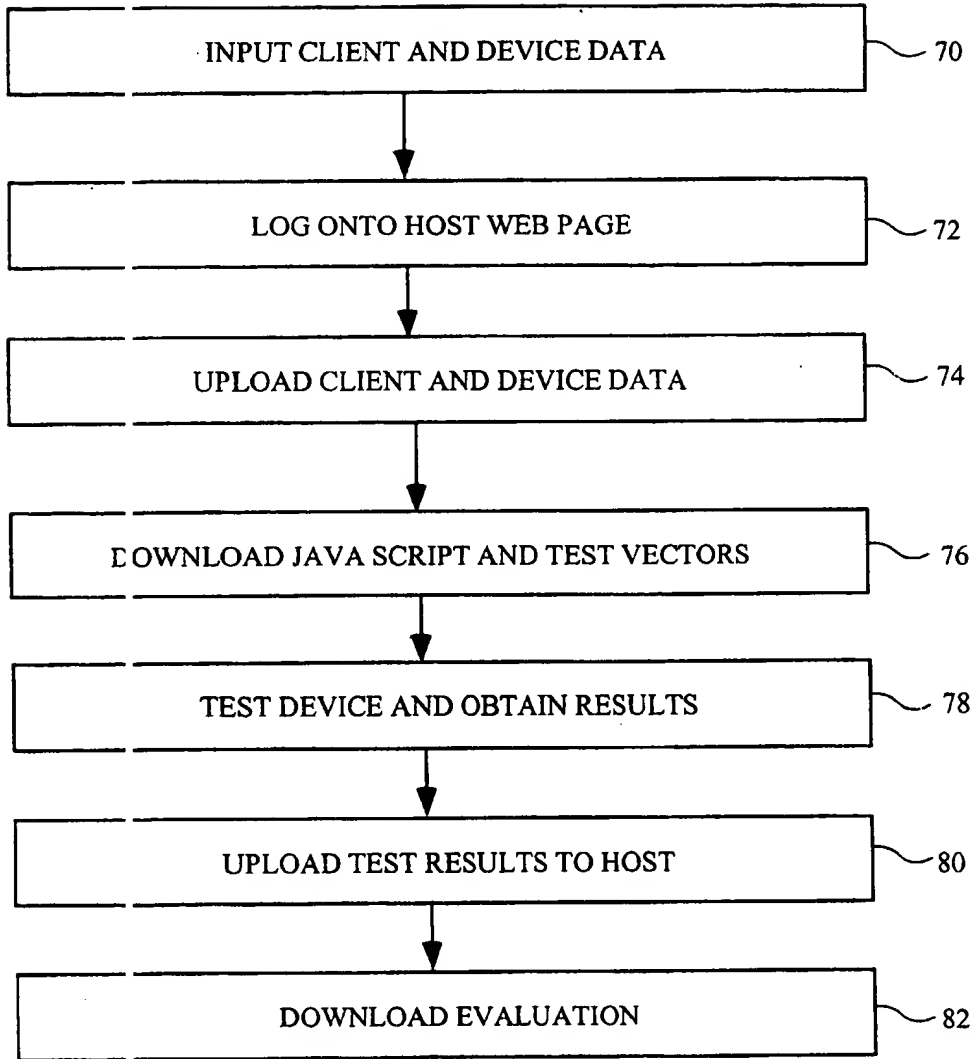 INPUT CLIENT AND DEVICE DATA 70
LOG ONTO HOST WEB PAGE 72
UPLOAD CLIENT AND DEVICE DATA 74
DOWNLOAD JAVA SCRIPT AND TEST VECTORS 76
TEST DEVICE AND OBTAIN RESULTS 78
UPLOAD TEST RESULTS TO HOST 80
DOWNLOAD EVALUATION 82